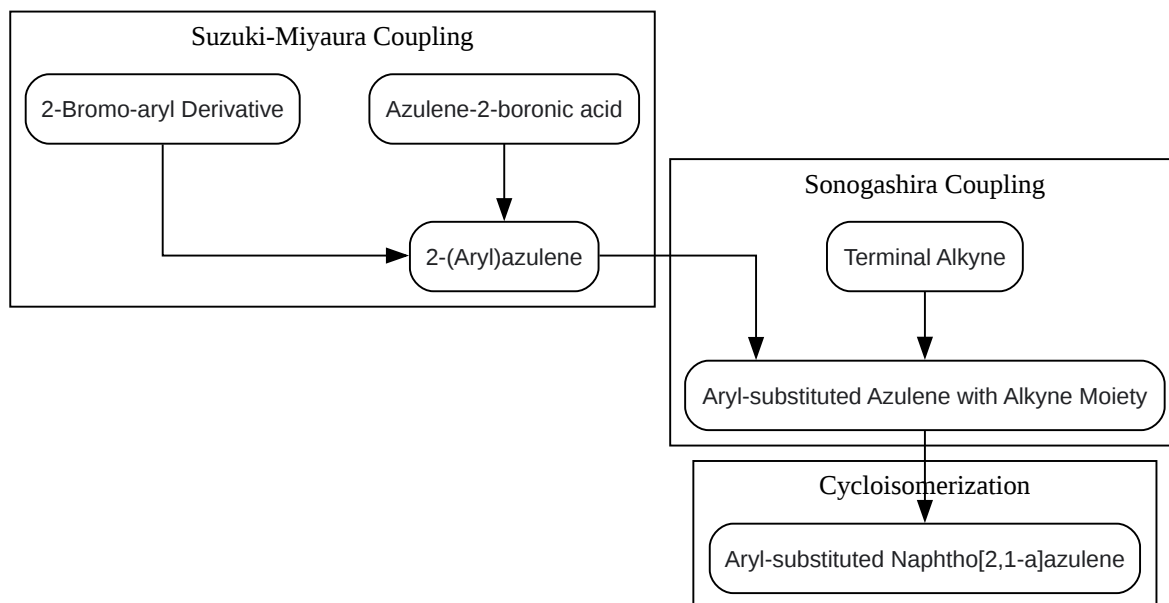 Suzuki-Miyaura Coupling
2-Bromo-aryl Derivative
Azulene-2-boronic acid
2-(Aryl)azulene
Sonogashira Coupling
Terminal Alkyne
Aryl-substituted Azulene with Alkyne Moiety
Cycloisomerization
Aryl-substituted Naphtho[2,1-a]azulene